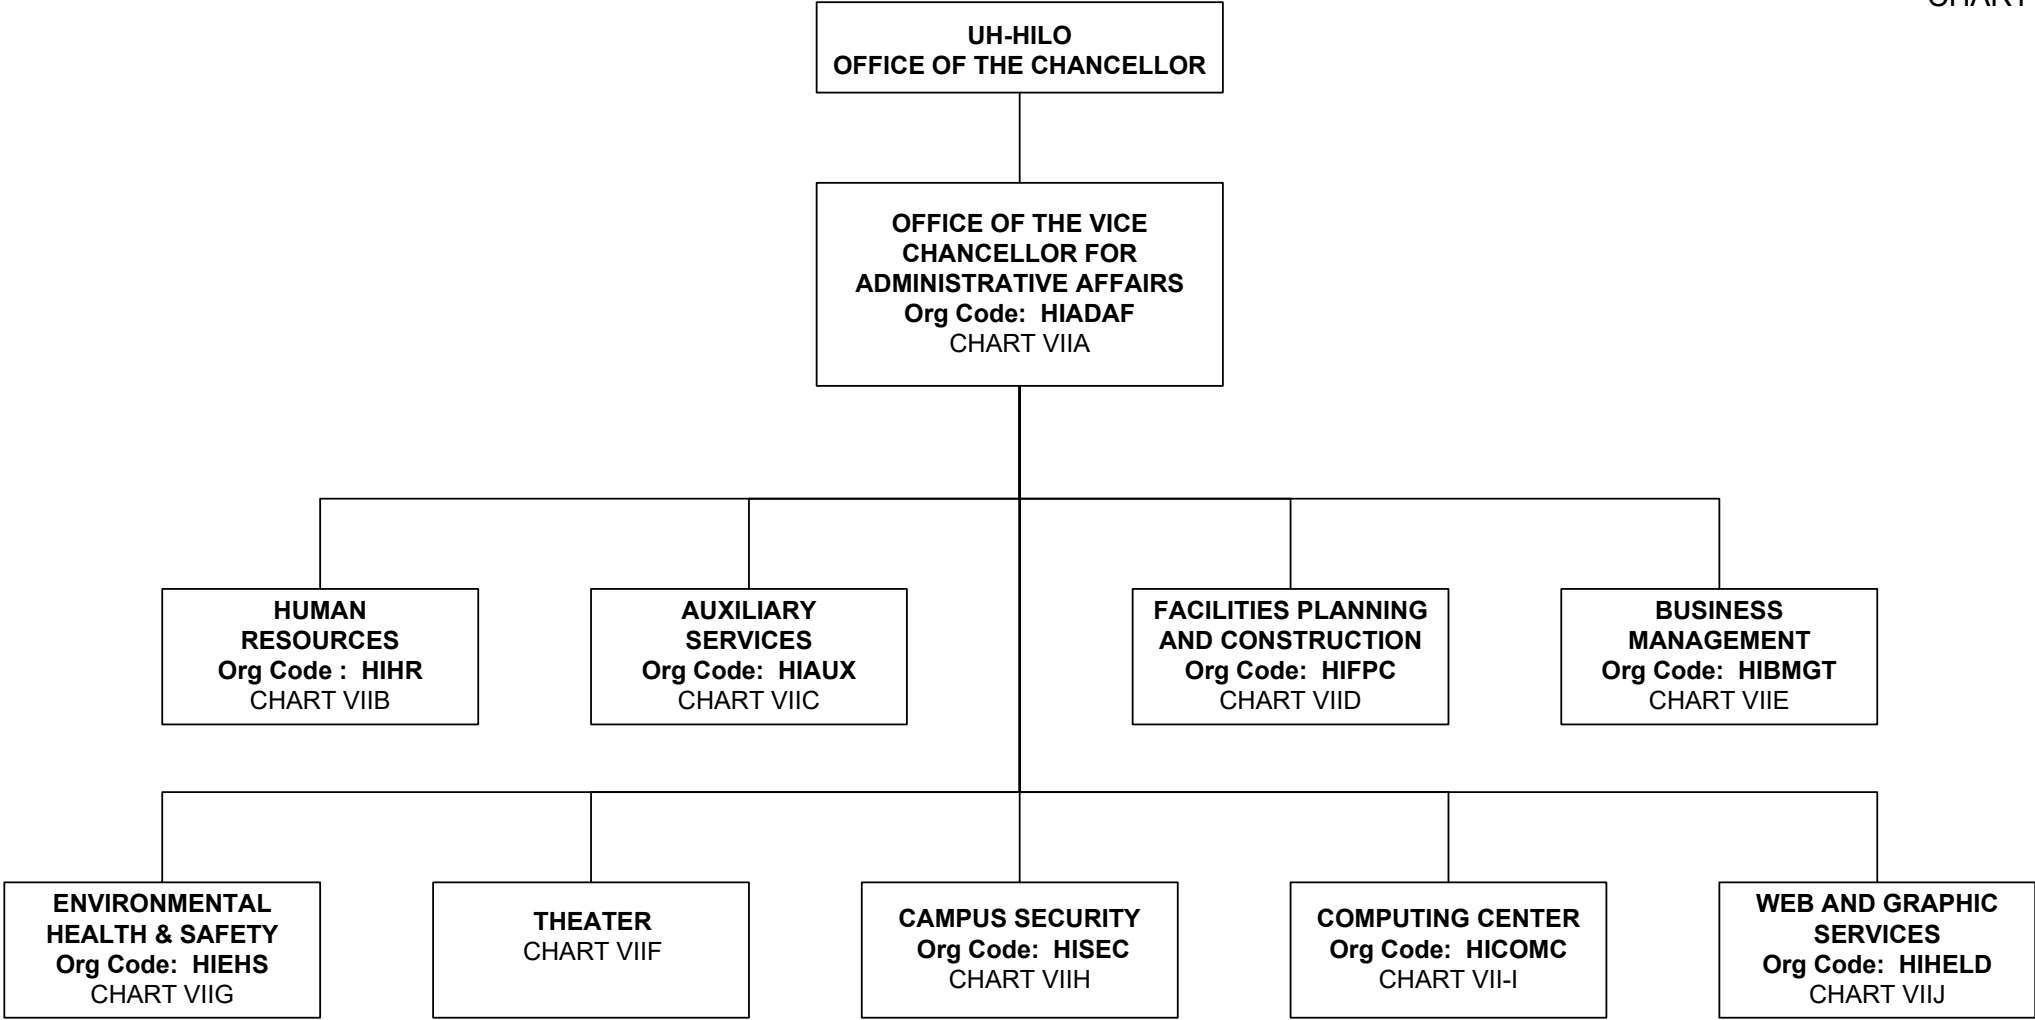 CHART
UH-HILO
OFFICE OF THE CHANCELLOR
OFFICE OF THE VICE
CHANCELLOR FOR
ADMINISTRATIVE AFFAIRS
Org Code:  HIADAF
CHART VIIA
HUMAN
RESOURCES
Org Code :  HIHR
CHART VIIB
AUXILIARY
SERVICES
Org Code:  HIAUX
CHART VIIC
FACILITIES PLANNING
AND CONSTRUCTION
Org Code:  HIFPC
CHART VIID
BUSINESS
MANAGEMENT
Org Code:  HIBMGT
CHART VIIE
ENVIRONMENTAL
HEALTH & SAFETY
Org Code:  HIEHS
CHART VIIG
THEATER
CHART VIIF
CAMPUS SECURITY
Org Code:  HISEC
CHART VIIH
COMPUTING CENTER
Org Code:  HICOMC
CHART VII-I
WEB AND GRAPHIC
SERVICES
Org Code:  HIHELD
CHART VIIJ